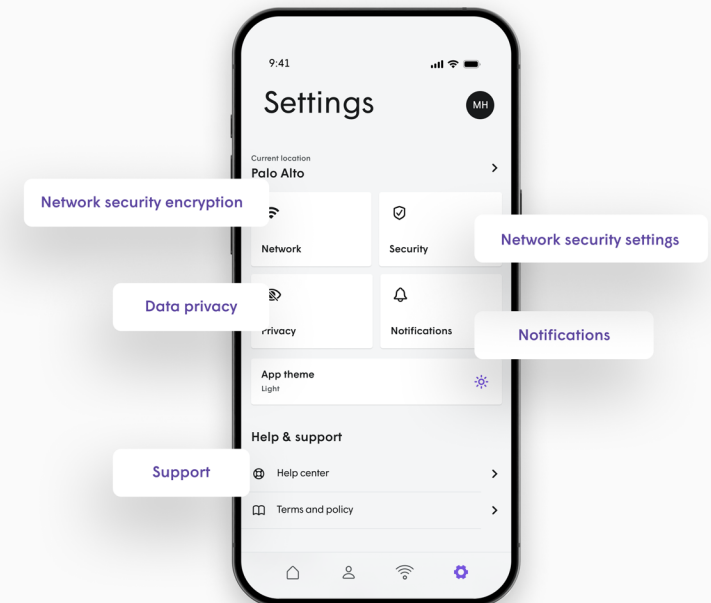 9:41
Settings
MH
Current location
Palo Alto
Network security encryption
Network
Security
Network security settings
Data privacy
Privacy
Notifications
Notifications
App theme
Light
Help & support
Support
Help center
Terms and policy